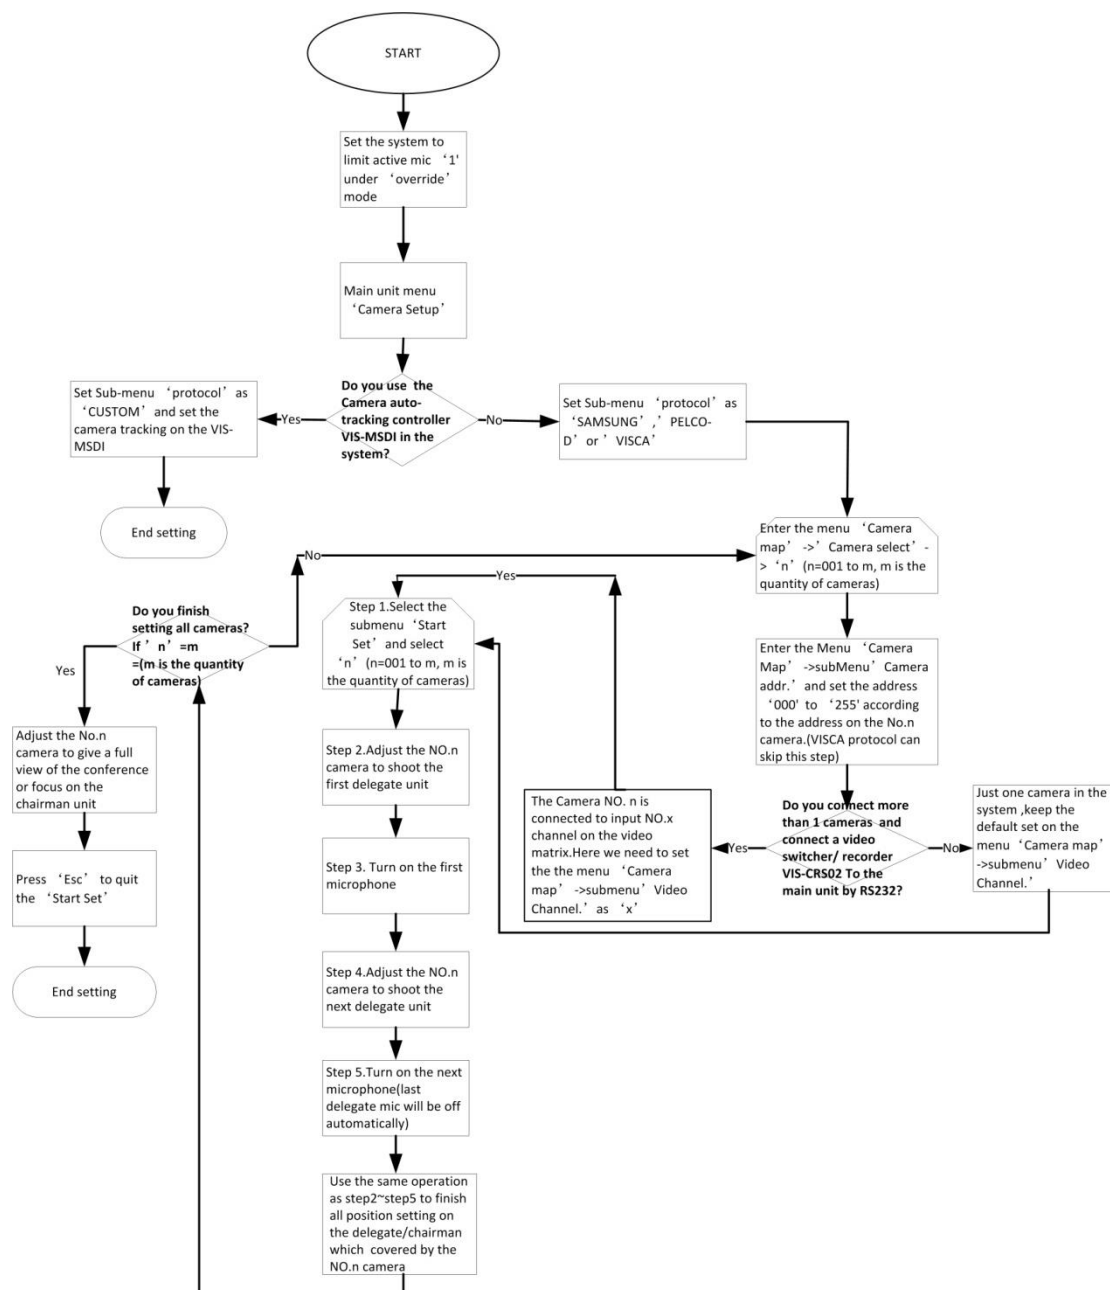 START
Set the system to
limit active mic ‘1'
under ‘override’
mode
Main unit menu
‘Camera Setup’
Do you use the
Camera auto-
tracking controller
VIS-MSDI in the
system?
Yes
No
Set Sub-menu ‘protocol’ as
‘CUSTOM’ and set the
camera tracking on the VIS-
MSDI
End setting
Set Sub-menu ‘protocol’ as
‘SAMSUNG’,’ PELCO-
D’ or’ VISCA’
Enter the menu ‘Camera
map’ ->’ Camera select’ -
> ‘n’ (n=001 to m, m is the
quantity of cameras)
Enter the Menu ‘Camera
Map’ ->subMenu’ Camera
addr.’ and set the address
‘000' to ‘255' according
to the address on the No.n
camera.(VISCA protocol can
skip this step)
Do you connect more
than 1 cameras and
connect a video
switcher/ recorder
VIS-CRS02 To the
main unit by RS232?
Yes
No
Just one camera in the
system ,keep the
default set on the
menu ‘Camera map’
->submenu’ Video
Channel.’
The Camera NO. n is
connected to input NO.x
channel on the video
matrix.Here we need to set
the the menu ‘Camera
map’ ->submenu’ Video
Channel.’ as ‘x’
Yes
Step 1.Select the
submenu ‘Start
Set’ and select
‘n’ (n=001 to m, m is
the quantity of cameras)
Step 2.Adjust the NO.n
camera to shoot the
first delegate unit
Step 3. Turn on the first
microphone
Step 4.Adjust the NO.n
camera to shoot the
next delegate unit
Step 5.Turn on the next
microphone(last
delegate mic will be off
automatically)
Use the same operation
as step2~step5 to finish
all position setting on
the delegate/chairman
which covered by the
NO.n camera
Do you finish
setting all cameras?
If ’ n’ =m
=(m is the quantity
of cameras)
No
Yes
Adjust the No.n
camera to give a full
view of the conference
or focus on the
chairman unit
Press ‘Esc’ to quit
the ‘Start Set’
End setting